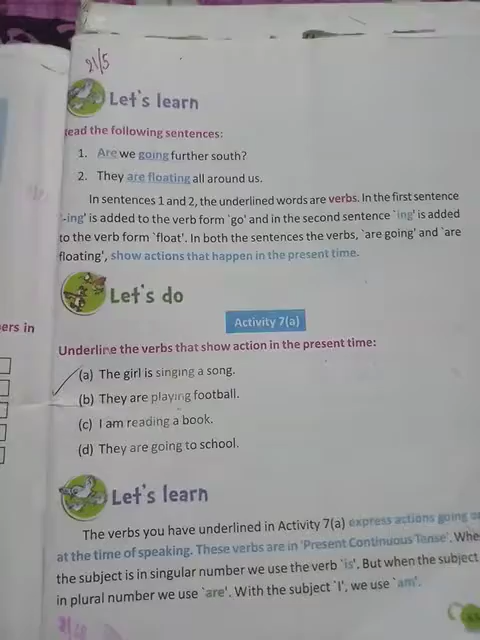 21/5
Let's learn
ead the following sentences:
1. Are we going further south?
2. They are floating all around us.
In sentences 1 and 2, the underlined words are verbs. In the first sentence
'-ing' is added to the verb form `go' and in the second sentence `ing' is added
to the verb form `float'. In both the sentences the verbs, `are going' and `are
floating', show actions that happen in the present time.
Let's do
ers in
Activity 7(a)
Underline the verbs that show action in the present time:
(a) The girl is singing a song.
(b) They are playing football.
(c) I am reading a book.
(d) They are going to school.
Let's learn
The verbs you have underlined in Activity 7(a) express actions going
at the time of speaking. These verbs are in 'Present Continuous Tense'. Whe
the subject is in singular number we use the verb `is'. But when the subject
in plural number we use `are'. With the subject `I', we use `am'.